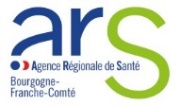 ars
Agence Régionale de Santé
Bourgogne-
Franche-Comté